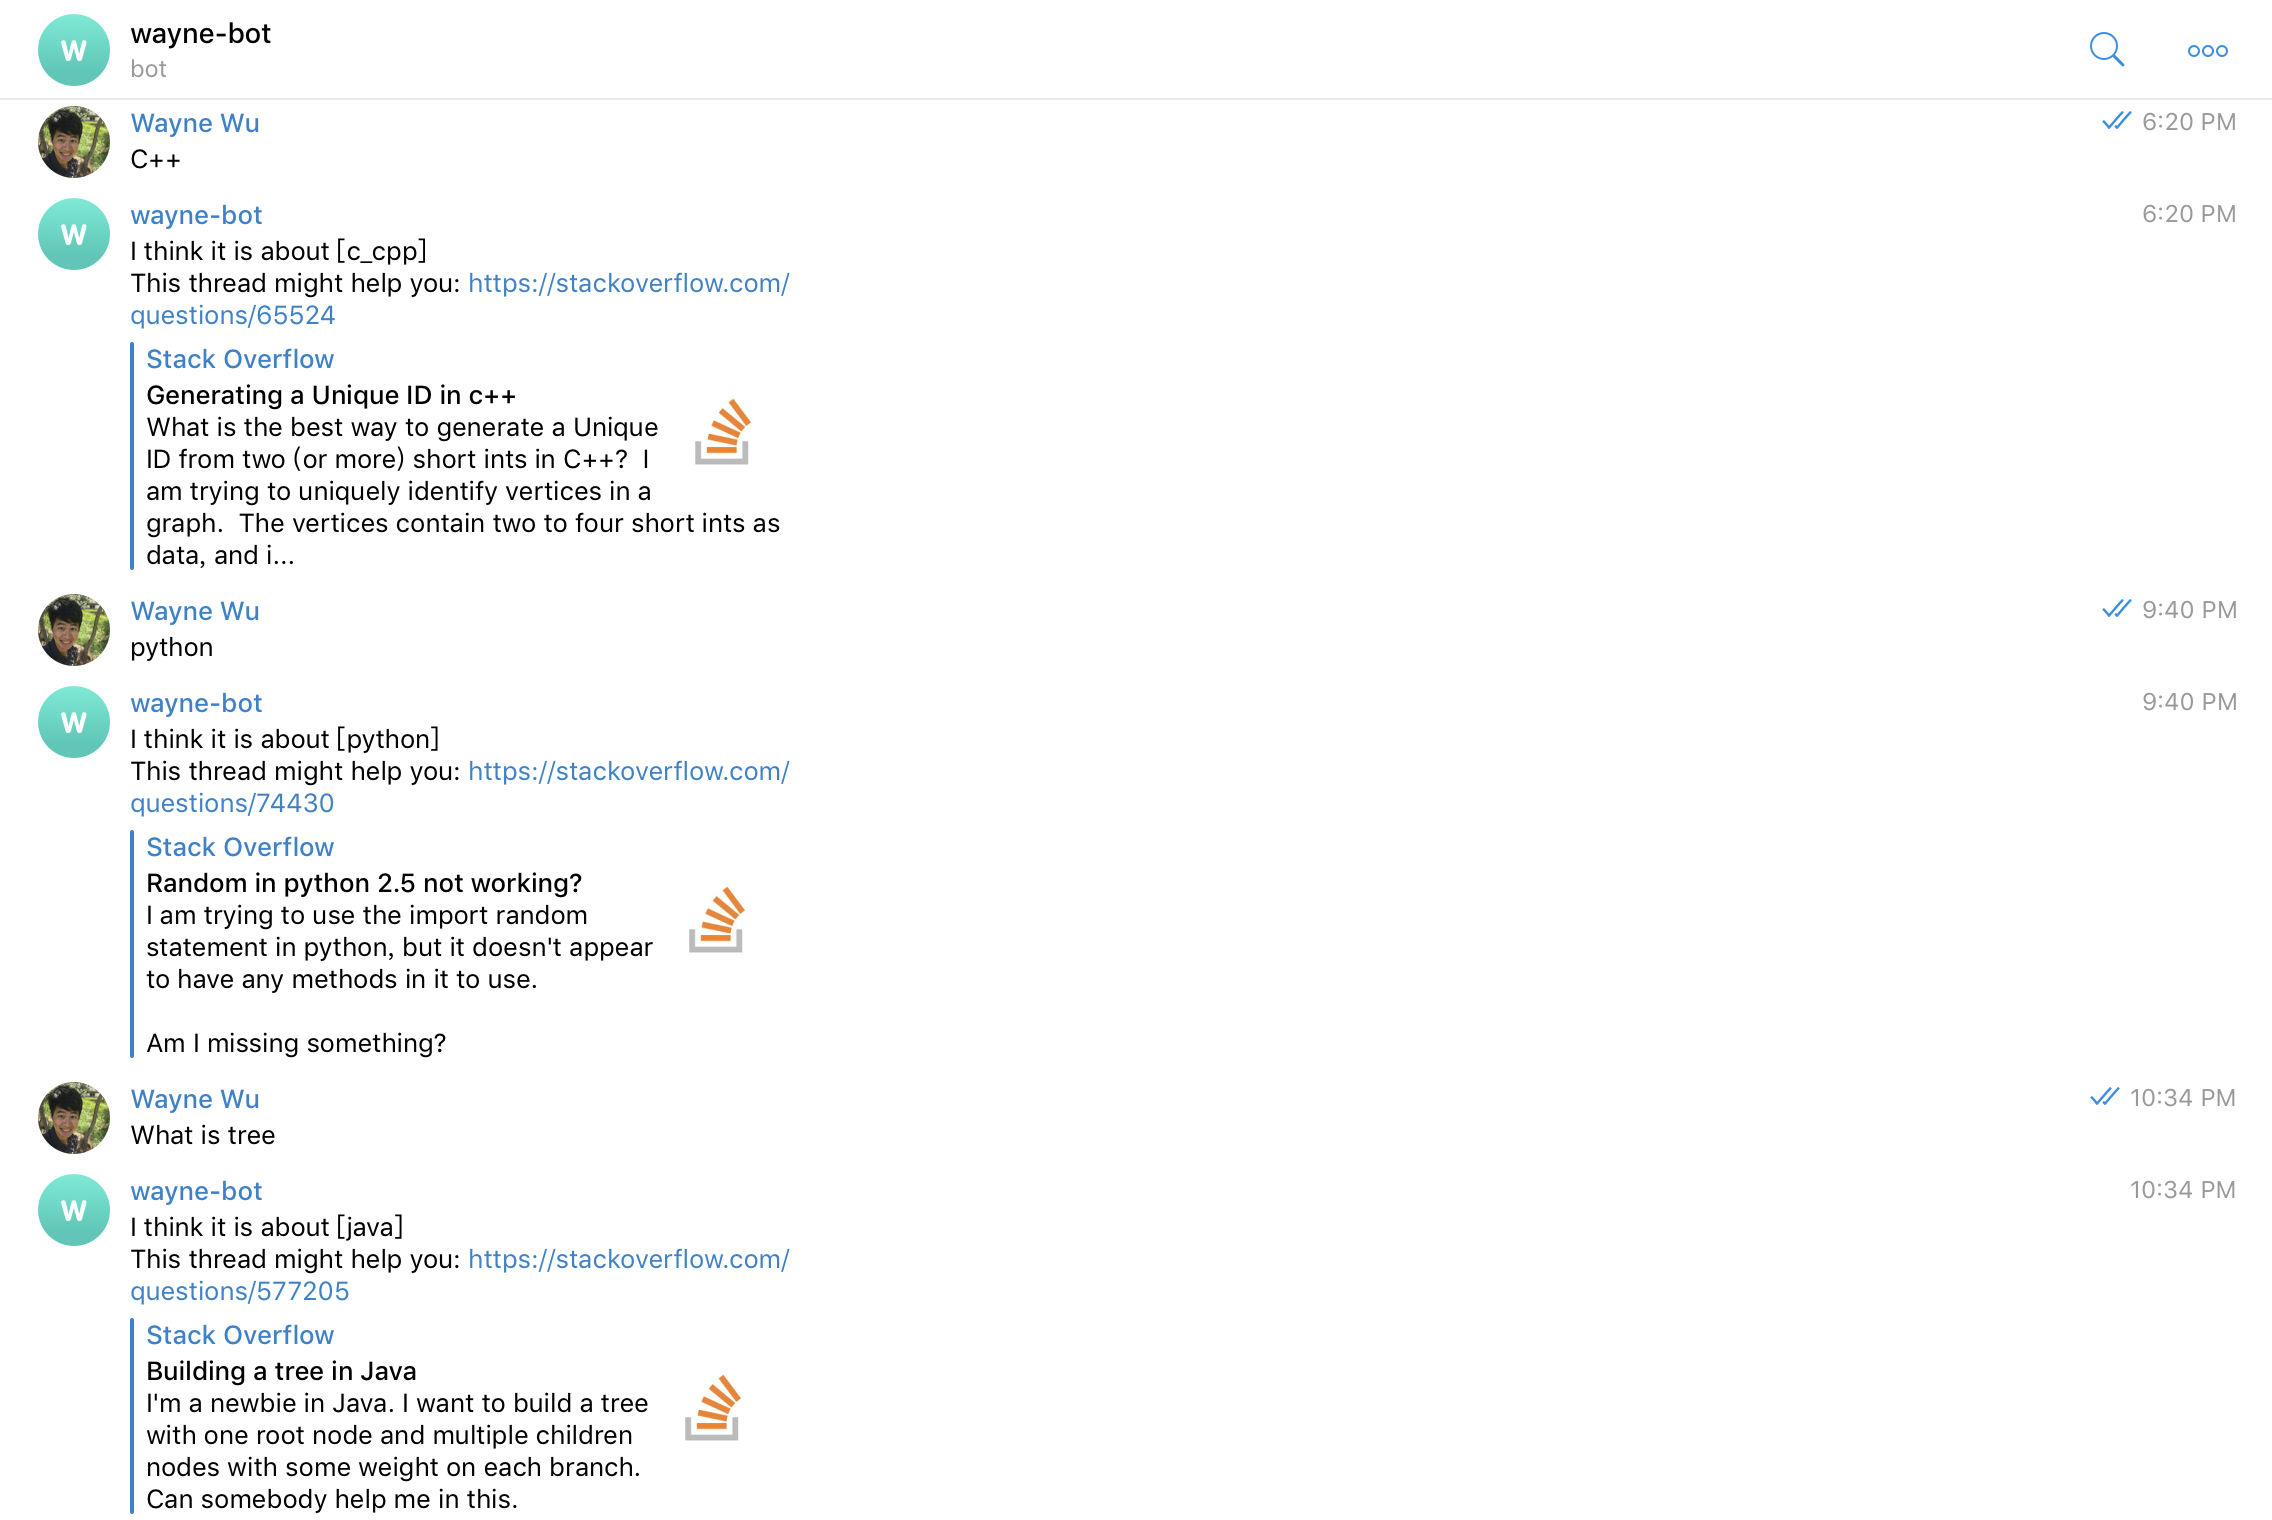 W
wayne-bot
bot
Wayne Wu
6:20 PM
C++
W
wayne-bot
6:20 PM
I think it is about [c_cpp]
This thread might help you: https://stackoverflow.com/
questions/65524
Stack Overflow
Generating a Unique ID in c++
What is the best way to generate a Unique
ID from two (or more) short ints in C++?  I
am trying to uniquely identify vertices in a
graph.  The vertices contain two to four short ints as
data, and i...
Wayne Wu
9:40 PM
python
W
wayne-bot
9:40 PM
I think it is about [python]
This thread might help you: https://stackoverflow.com/
questions/74430
Stack Overflow
Random in python 2.5 not working?
I am trying to use the import random
statement in python, but it doesn't appear
to have any methods in it to use.
Am I missing something?
Wayne Wu
10:34 PM
What is tree
W
wayne-bot
10:34 PM
I think it is about [java]
This thread might help you: https://stackoverflow.com/
questions/577205
Stack Overflow
Building a tree in Java
I'm a newbie in Java. I want to build a tree
with one root node and multiple children
nodes with some weight on each branch.
Can somebody help me in this.